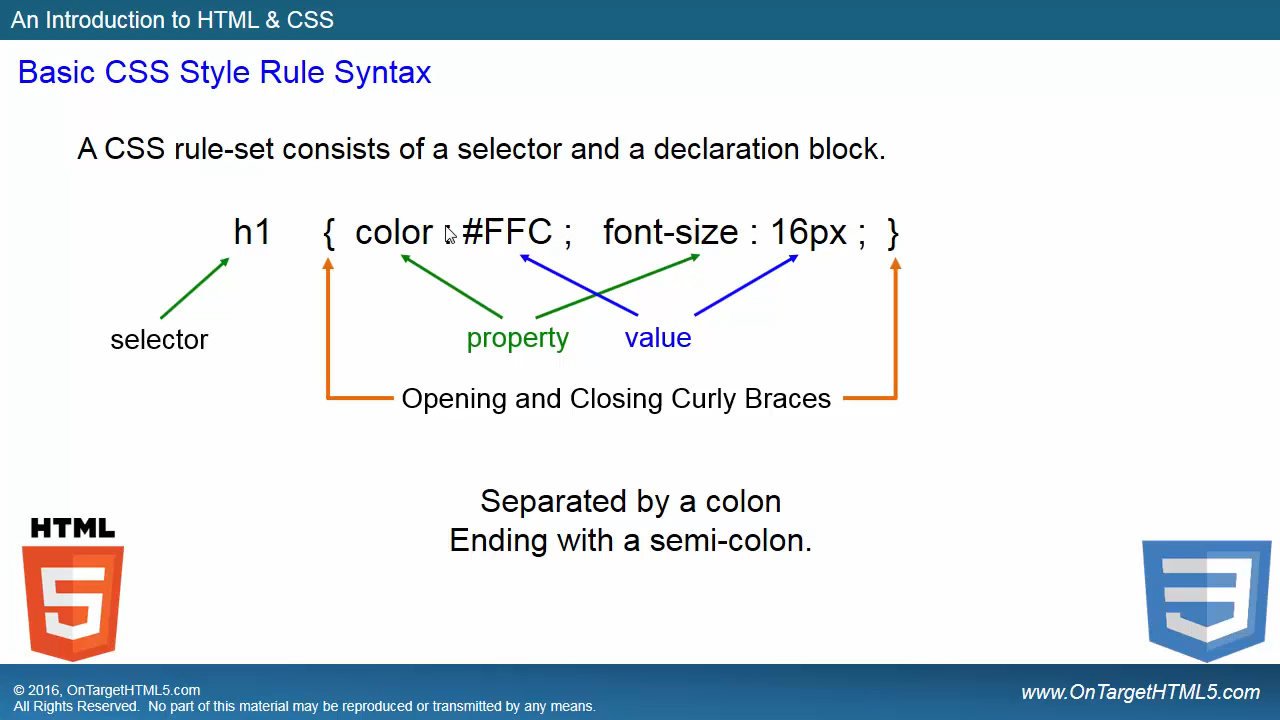 An Introduction to HTML & CSS
Basic CSS Style Rule Syntax
A CSS rule-set consists of a selector and a declaration block.
h1 { color : #FFC ; font-size : 16px ; }
selector property value
Opening and Closing Curly Braces
Separated by a colon
Ending with a semi-colon.
HTML
5
3
© 2016, OnTargetHTML5.com
All Rights Reserved. No part of this material may be reproduced or transmitted by any means.
www.OnTargetHTML5.com